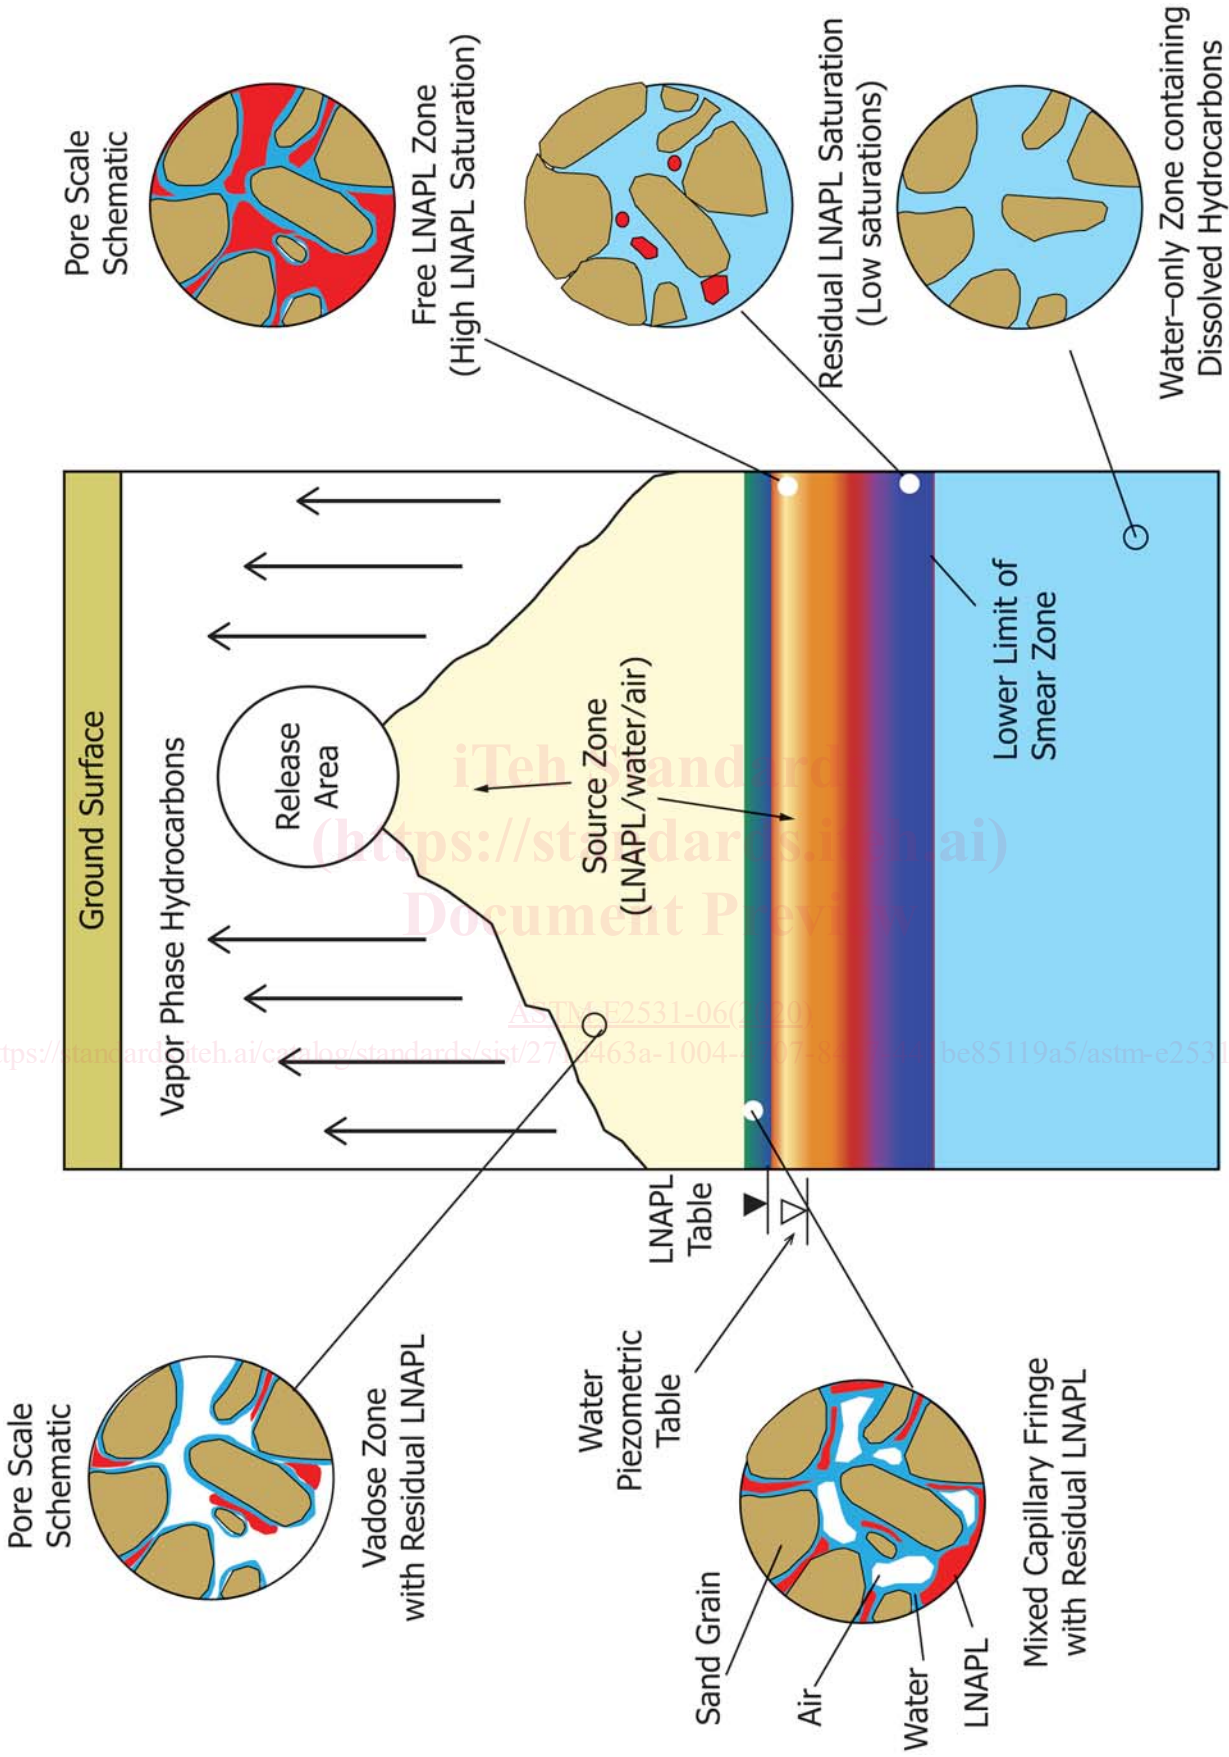 Pore Scale
Schematic
Vadose Zone
with Residual LNAPL
Water
Piezometric
Table
Sand Grain
Air
Water
LNAPL
Mixed Capillary Fringe
with Residual LNAPL
Ground Surface
Vapor Phase Hydrocarbons
Release
Area
Source Zone
(LNAPL/water/air)
LNAPL
Table
Lower Limit of
Smear Zone
Pore Scale
Schematic
Free LNAPL Zone
(High LNAPL Saturation)
Residual LNAPL Saturation
(Low saturations)
Water-only Zone containing
Dissolved Hydrocarbons
iTeh Standards
(https://standards.iteh.ai)
Document Preview
ASTM E2531-06(2020)